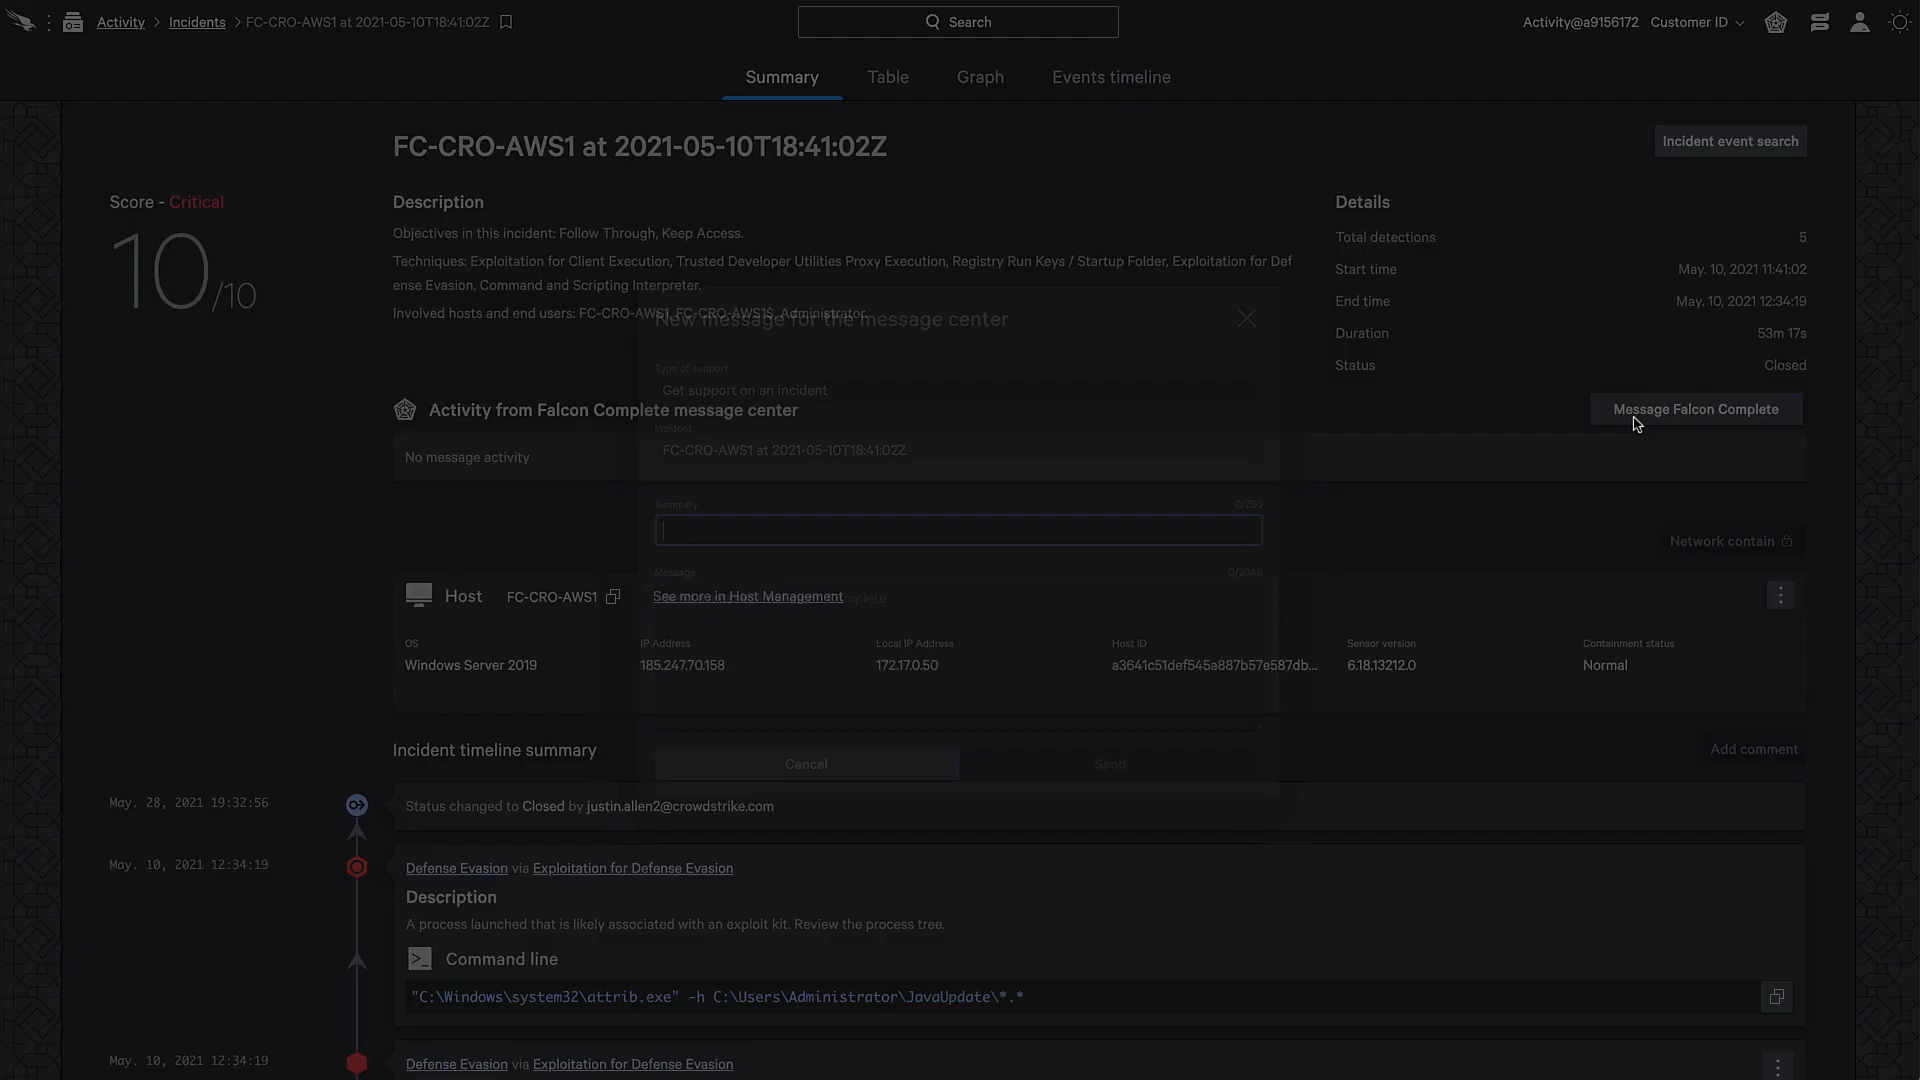 Activity > Incidents > FC-CRO-AWS1 at 2021-05-10T18:41:02Z
Search
Activity@a9156172 Customer ID
Summary Table Graph Events timeline
FC-CRO-AWS1 at 2021-05-10T18:41:02Z
Incident event search
Score - Critical
10/10
Description
Objectives in this incident: Follow Through, Keep Access.
Techniques: Exploitation for Client Execution, Trusted Developer Utilities Proxy Execution, Registry Run Keys / Startup Folder, Exploitation for Def
ense Evasion, Command and Scripting Interpreter.
Involved hosts and end users: FC-CRO-AWS1, FC-CRO-AWS1$, Administrator.
Details
Total detections 5
Start time May. 10, 2021 11:41:02
End time May. 10, 2021 12:34:19
Duration 53m 17s
Status Closed
New message for the message center
Type of support
Get support on an incident
Incident
FC-CRO-AWS1 at 2021-05-10T18:41:02Z
Summary 0/250
Message 0/2048
Cancel Send
Activity from Falcon Complete message center
Message Falcon Complete
No message activity
Network contain
Host FC-CRO-AWS1 See more in Host Management
OS IP Address Local IP Address Host ID Sensor version Containment status
Windows Server 2019 185.247.70.158 172.17.0.50 a3641c51def545a887b57e587db... 6.18.13212.0 Normal
Incident timeline summary
Add comment
May. 28, 2021 19:32:56
Status changed to Closed by justin.allen2@crowdstrike.com
May. 10, 2021 12:34:19
Defense Evasion via Exploitation for Defense Evasion
Description
A process launched that is likely associated with an exploit kit. Review the process tree.
>_ Command line
"C:\Windows\system32\attrib.exe" -h C:\Users\Administrator\JavaUpdate\*.*
May. 10, 2021 12:34:19
Defense Evasion via Exploitation for Defense Evasion